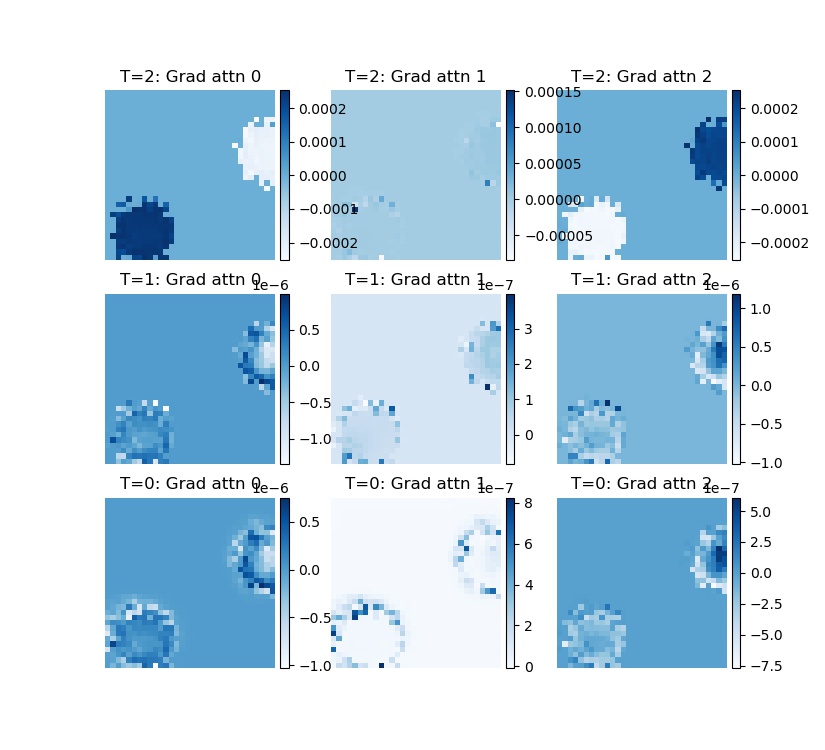 T=2: Grad attn 0
T=2: Grad attn 1
T=2: Grad attn 2
0.0002
0.0001
0.0000
−0.0001
−0.0002
0.00015
0.00010
0.00005
0.00000
−0.00005
0.0002
0.0001
0.0000
−0.0001
−0.0002
T=1: Grad attn 0
1e−6
T=1: Grad attn 1
1e−7
T=1: Grad attn 2
1e−6
0.5
0.0
−0.5
−1.0
3
2
1
0
1.0
0.5
0.0
−0.5
−1.0
T=0: Grad attn 0
1e−6
T=0: Grad attn 1
1e−7
T=0: Grad attn 2
1e−7
0.5
0.0
−0.5
−1.0
8
6
4
2
0
5.0
2.5
0.0
−2.5
−5.0
−7.5